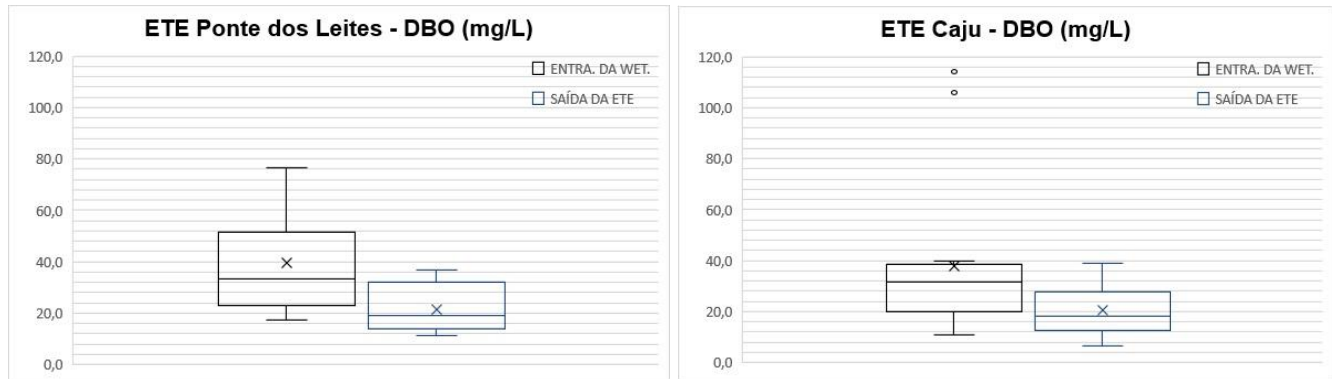 ETE Ponte dos Leites - DBO (mg/L)
120,0
100,0
80,0
60,0
40,0
20,0
0,0
ENTRA. DA WET.
SAÍDA DA ETE
ETE Caju - DBO (mg/L)
120,0
100,0
80,0
60,0
40,0
20,0
0,0
ENTRA. DA WET.
SAÍDA DA ETE